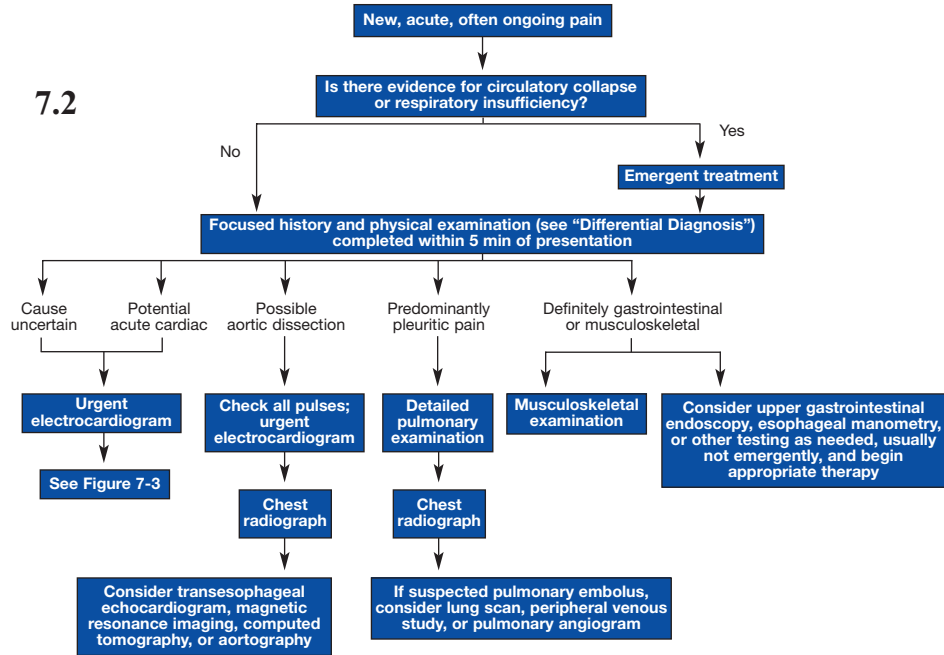 New, acute, often ongoing pain
7.2
Is there evidence for circulatory collapse
or respiratory insufficiency?
No
Yes
Emergent treatment
Focused history and physical examination (see “Differential Diagnosis”)
completed within 5 min of presentation
Cause
uncertain
Potential
acute cardiac
Possible
aortic dissection
Predominantly
pleuritic pain
Definitely gastrointestinal
or musculoskeletal
Urgent
electrocardiogram
Check all pulses;
urgent
electrocardiogram
Detailed
pulmonary
examination
Musculoskeletal
examination
Consider upper gastrointestinal
endoscopy, esophageal manometry,
or other testing as needed, usually
not emergently, and begin
appropriate therapy
See Figure 7-3
Chest
radiograph
Chest
radiograph
Consider transesophageal
echocardiogram, magnetic
resonance imaging, computed
tomography, or aortography
If suspected pulmonary embolus,
consider lung scan, peripheral venous
study, or pulmonary angiogram